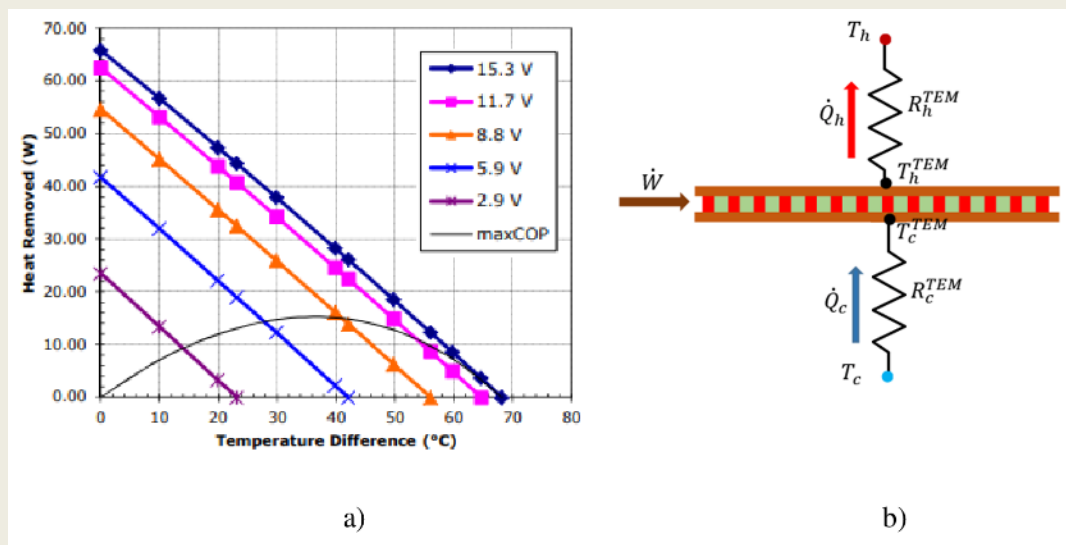 70.00
60.00
50.00
40.00
30.00
20.00
10.00
0.00
Heat Removed (W)
0 10 20 30 40 50 60 70 80
Temperature Difference (°C)
15.3 V
11.7 V
8.8 V
5.9 V
2.9 V
maxCOP
a)
T_h
R_h^{TEM}
Q̇_h
T_h^{TEM}
Ẇ
T_c^{TEM}
Q̇_c
R_c^{TEM}
T_c
b)